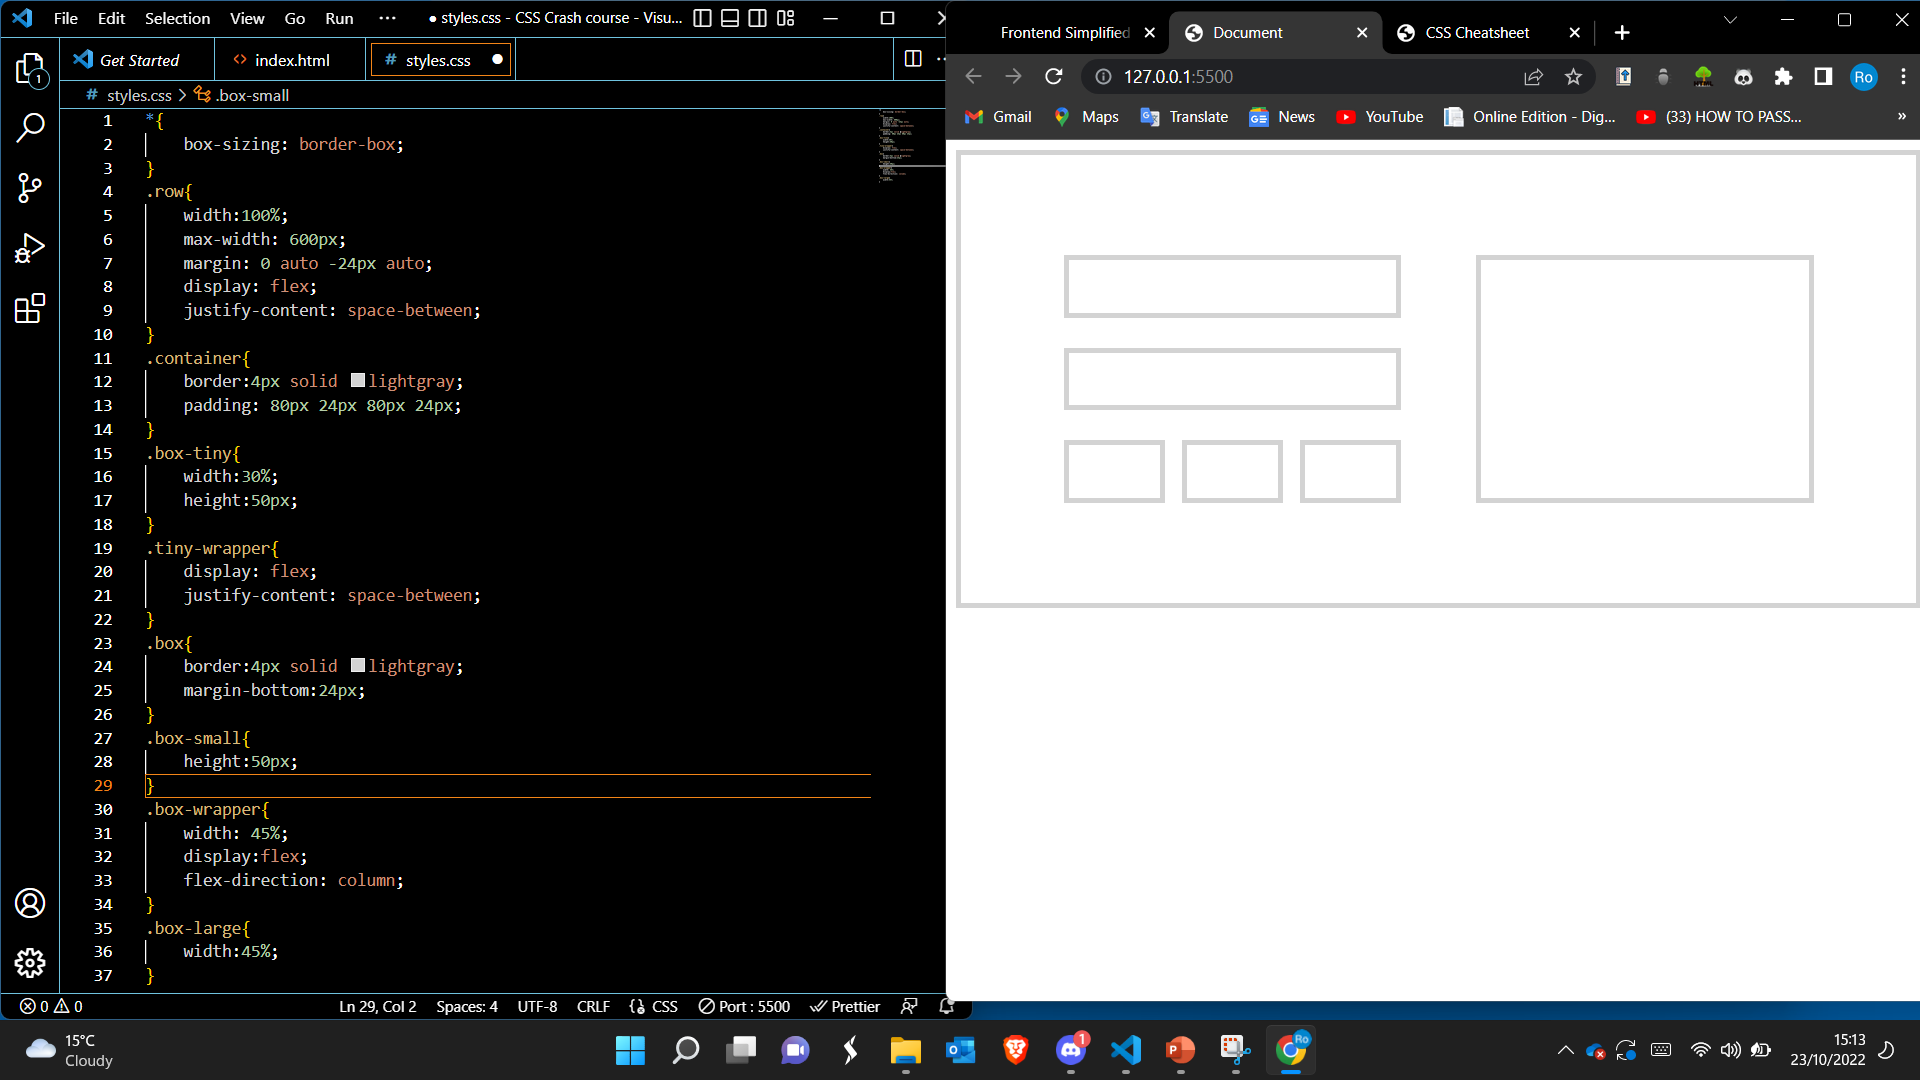 File Edit Selection View Go Run ··· ● styles.css - CSS Crash course - Visu...
Get Started index.html # styles.css
# styles.css > .box-small
1 *{
2 box-sizing: border-box;
3 }
4 .row{
5 width:100%;
6 max-width: 600px;
7 margin: 0 auto -24px auto;
8 display: flex;
9 justify-content: space-between;
10 }
11 .container{
12 border:4px solid lightgray;
13 padding: 80px 24px 80px 24px;
14 }
15 .box-tiny{
16 width:30%;
17 height:50px;
18 }
19 .tiny-wrapper{
20 display: flex;
21 justify-content: space-between;
22 }
23 .box{
24 border:4px solid lightgray;
25 margin-bottom:24px;
26 }
27 .box-small{
28 height:50px;
29 }
30 .box-wrapper{
31 width: 45%;
32 display:flex;
33 flex-direction: column;
34 }
35 .box-large{
36 width:45%;
37 }
1
0 0 Ln 29, Col 2 Spaces: 4 UTF-8 CRLF {} CSS Port : 5500 Prettier
Frontend Simplified Document CSS Cheatsheet
127.0.0.1:5500 Ro
Gmail Maps Translate News YouTube Online Edition - Dig... (33) HOW TO PASS... »
15°C
Cloudy
1 Ro
15:13
23/10/2022